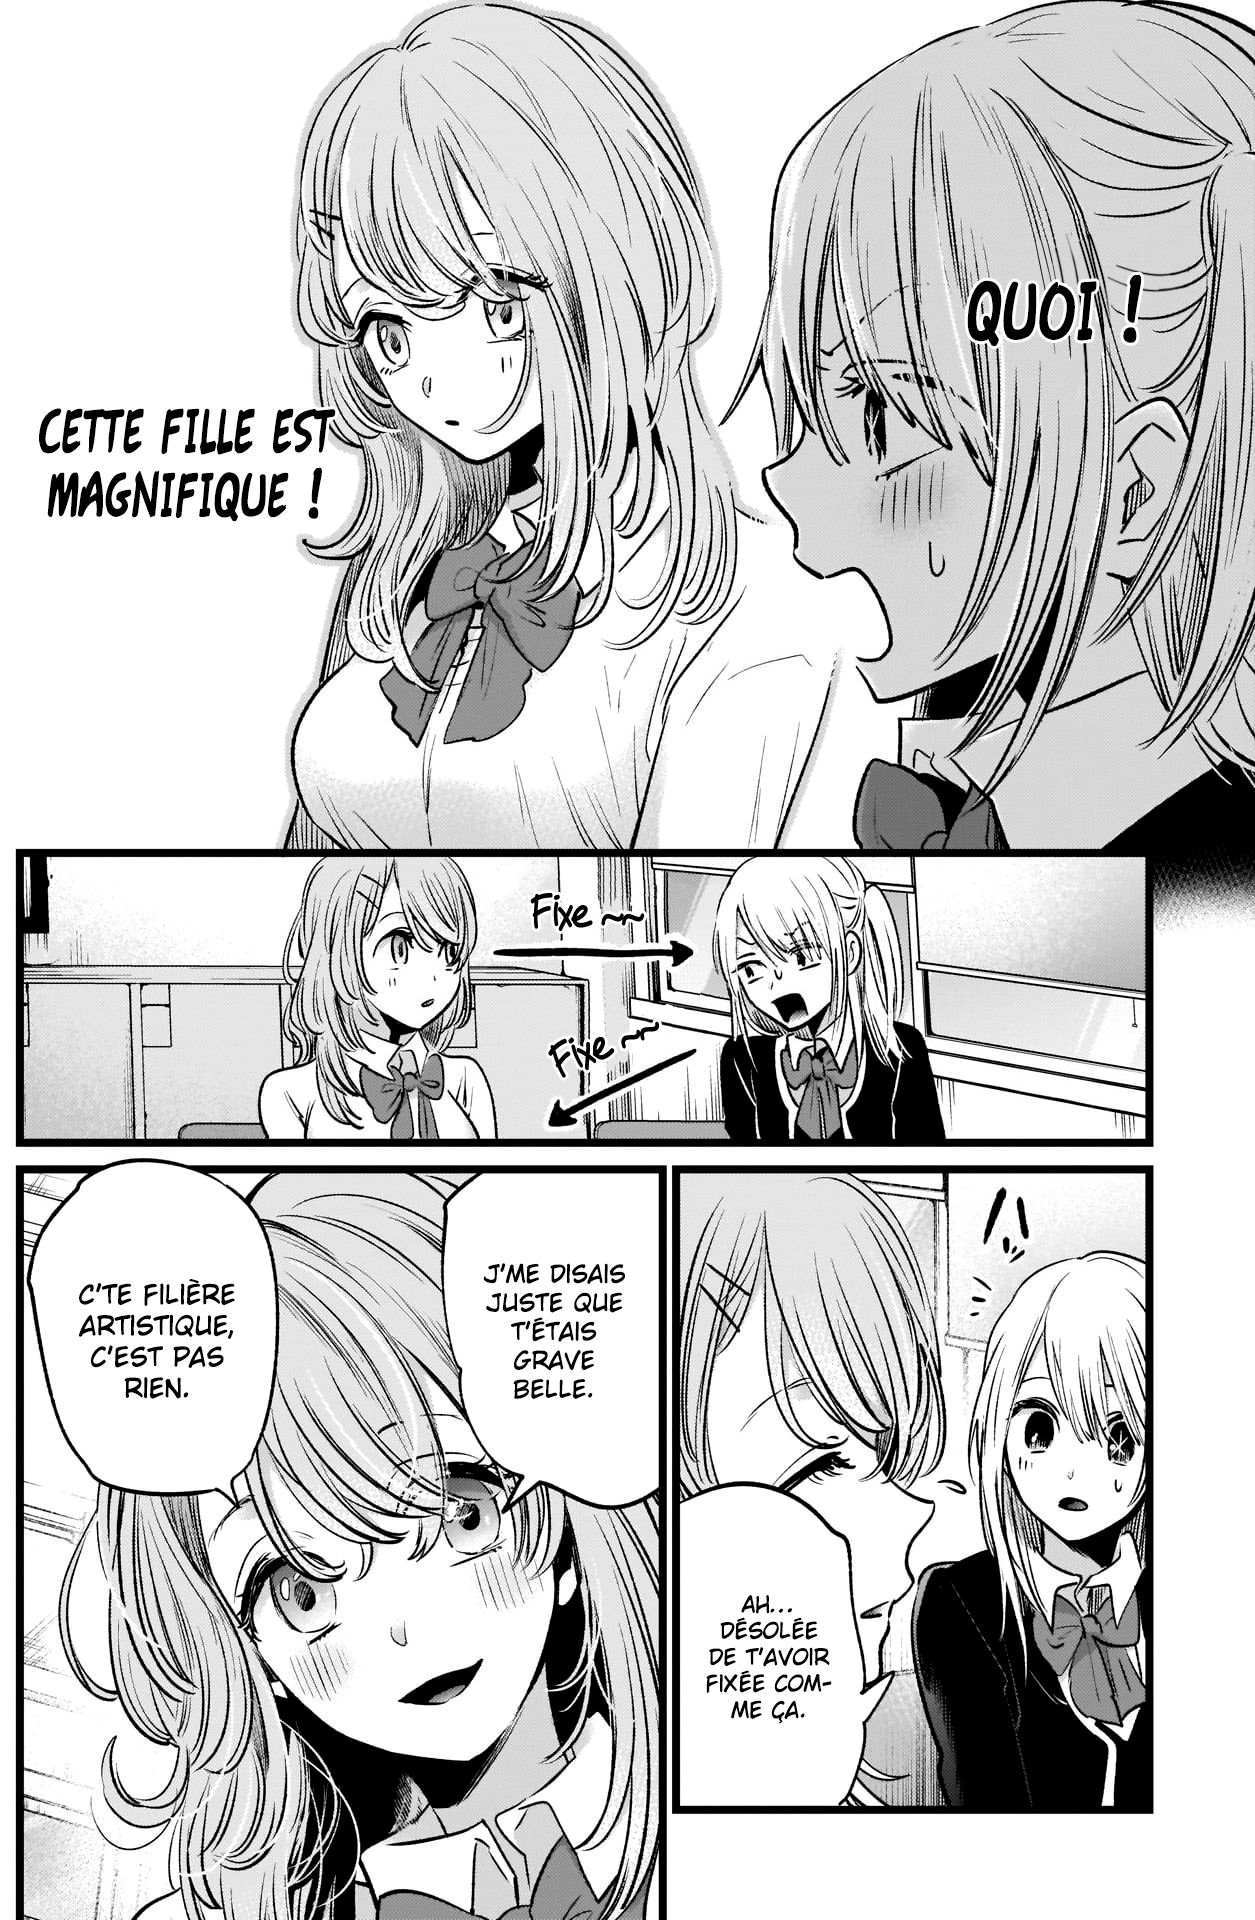 QUOI !
CETTE FILLE EST
MAGNIFIQUE !
Fixe ~~
Fixe ~~
AH...
DÉSOLÉE
DE T'AVOIR
FIXÉE COM-
ME ÇA.
J'ME DISAIS
JUSTE QUE
T'ÉTAIS
GRAVE
BELLE.
C'TE FILIÈRE
ARTISTIQUE,
C'EST PAS
RIEN.